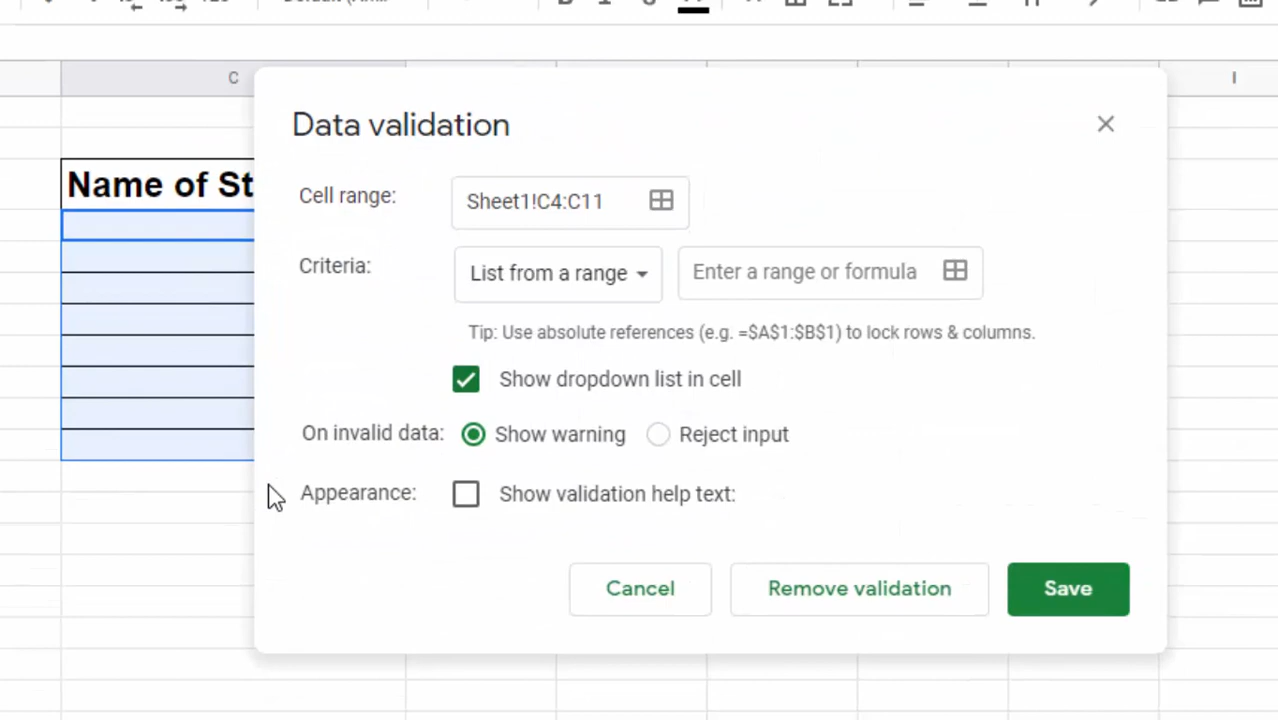 C
I
Data validation
Name of St
Cell range:
Sheet1!C4:C11
Criteria:
List from a range
Enter a range or formula
Tip: Use absolute references (e.g. =$A$1:$B$1) to lock rows & columns.
Show dropdown list in cell
On invalid data:
Show warning
Reject input
Appearance:
Show validation help text:
Cancel
Remove validation
Save